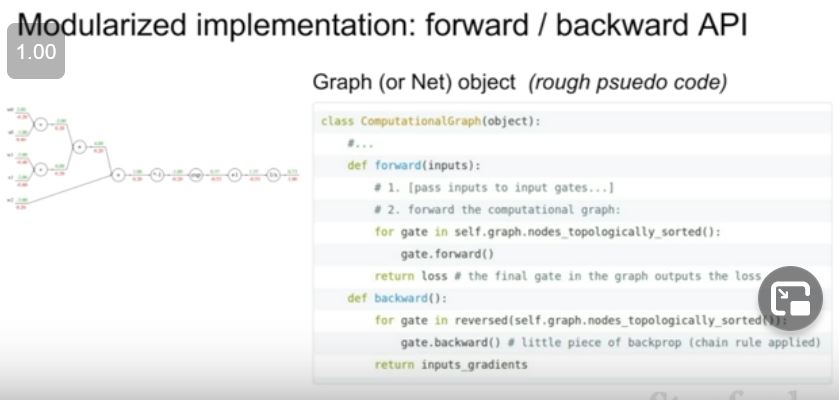 Modularized implementation: forward / backward API
1.00
Graph (or Net) object (rough psuedo code)
class ComputationalGraph(object):
#...
def forward(inputs):
# 1. [pass inputs to input gates...]
# 2. forward the computational graph:
for gate in self.graph.nodes_topologically_sorted():
gate.forward()
return loss # the final gate in the graph outputs the loss
def backward():
for gate in reversed(self.graph.nodes_topologically_sorted()):
gate.backward() # little piece of backprop (chain rule applied)
return inputs_gradients